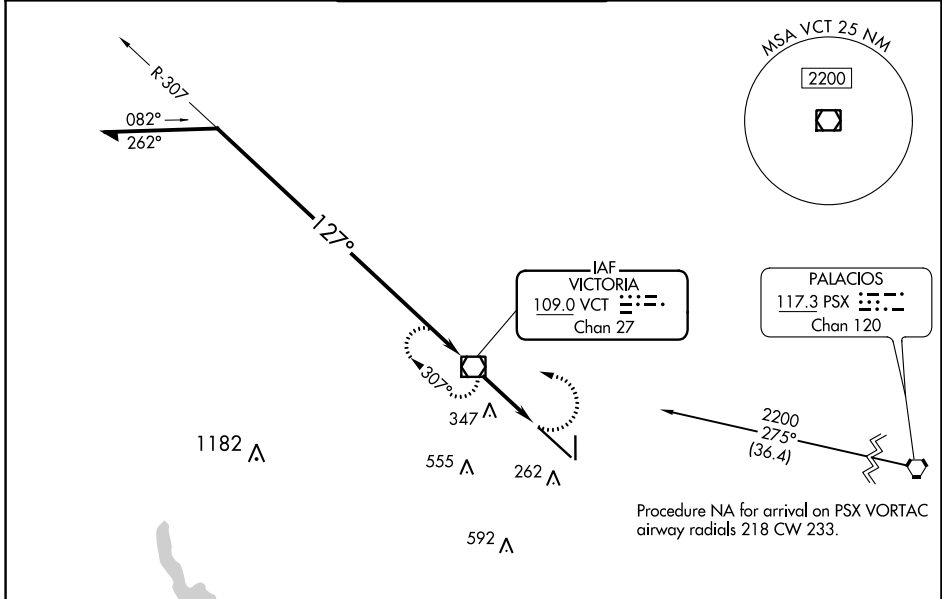 MSA VCT 25 NM
2200
R-307
082°
262°
127°
IAF
VICTORIA
109.0 VCT
Chan 27
PALACIOS
117.3 PSX
Chan 120
307°
347
2200
275°
(36.4)
1182
555
262
592
Procedure NA for arrival on PSX VORTAC
airway radials 218 CW 233.